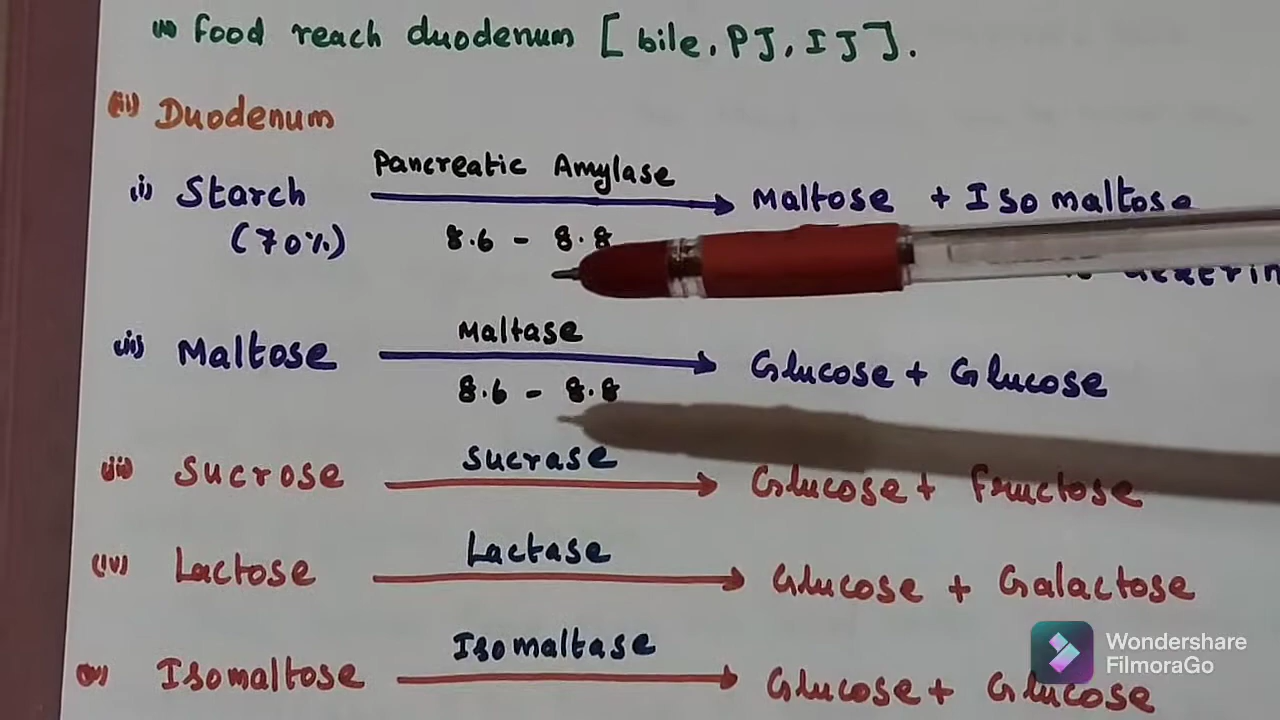 (ii) Food reach duodenum [bile, PJ, IJ].
(iii) Duodenum
Pancreatic Amylase
(i) Starch → Maltose + Isomaltose
(70%) 8.6 - 8.8
Maltase
(ii) Maltose → Glucose + Glucose
8.6 - 8.8
Sucrase
(iii) Sucrose → Glucose + Fructose
Lactase
(iv) Lactose → Glucose + Galactose
Isomaltase
(v) Isomaltose → Glucose + Glucose
Wondershare
FilmoraGo